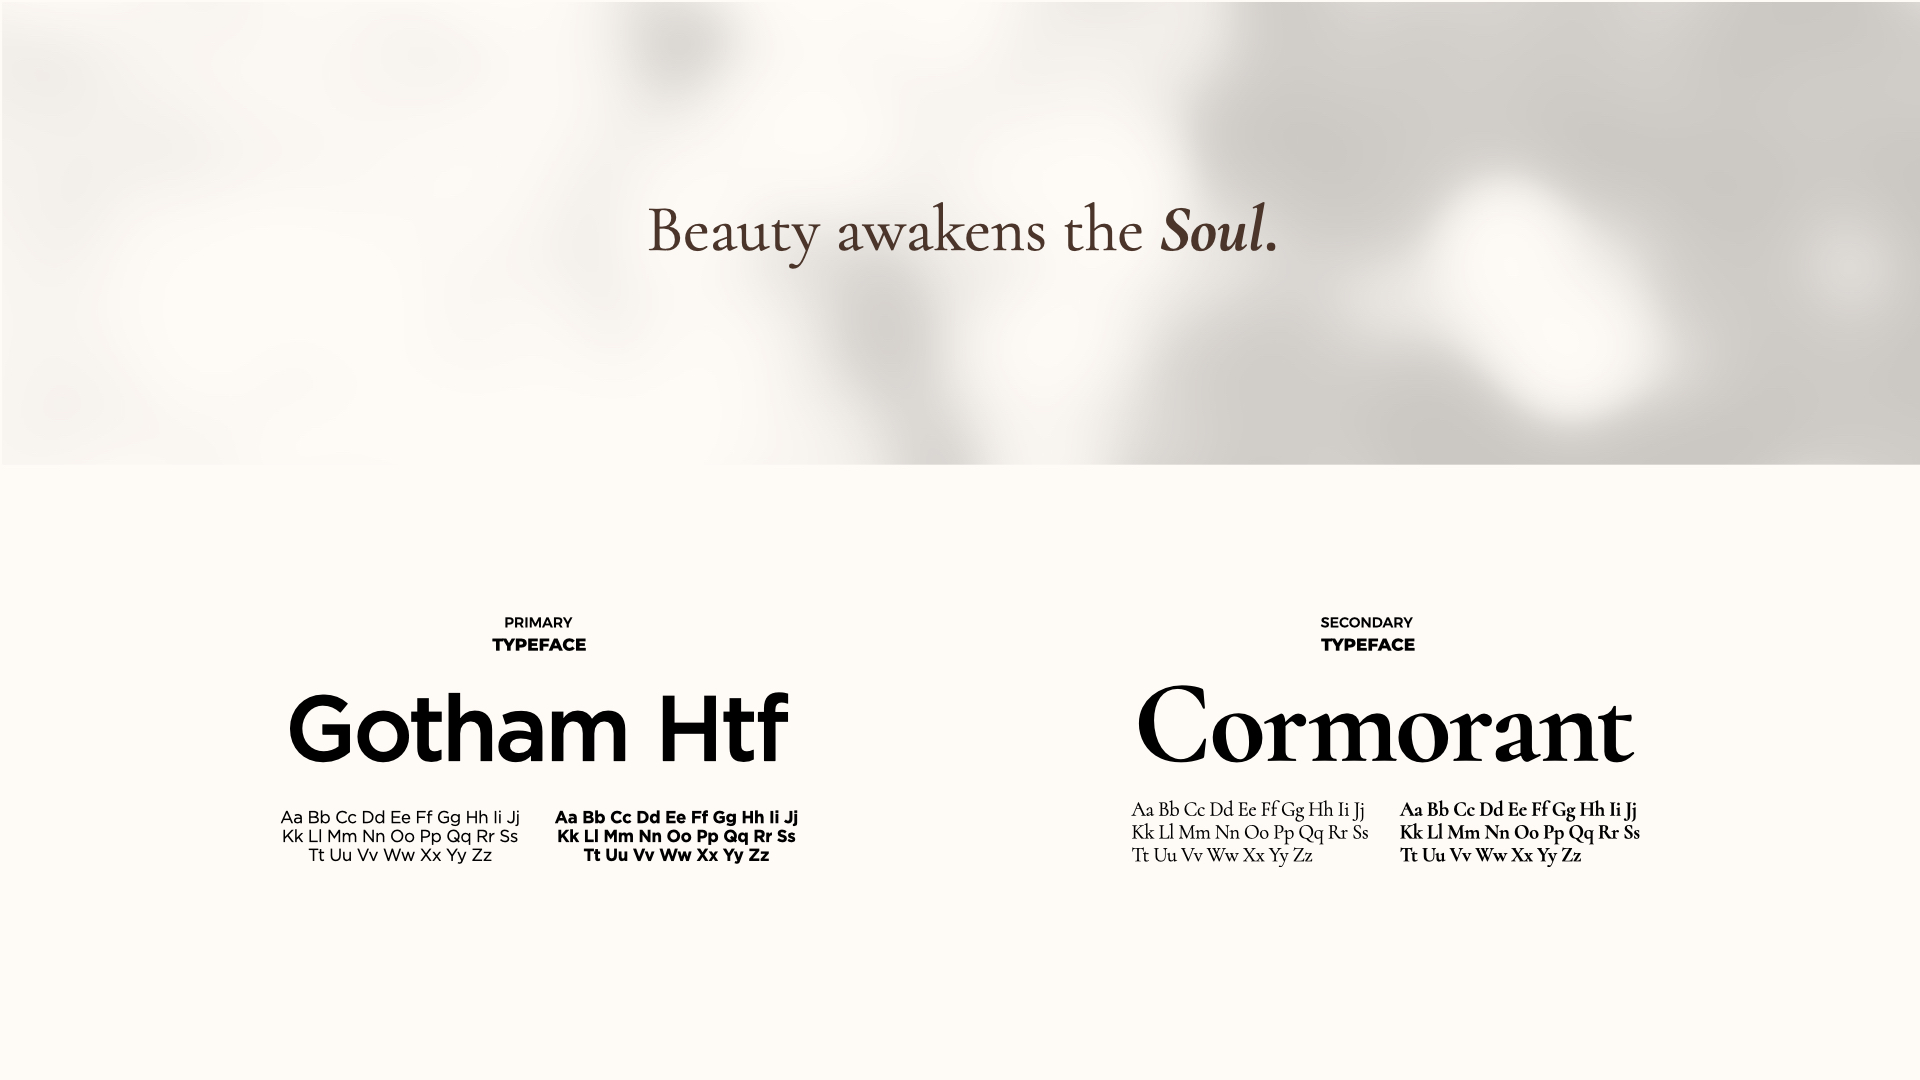 Beauty awakens the Soul.
PRIMARY
TYPEFACE
Gotham Htf
Aa Bb Cc Dd Ee Ff Gg Hh Ii Jj
Kk Ll Mm Nn Oo Pp Qq Rr Ss
Tt Uu Vv Ww Xx Yy Zz
Aa Bb Cc Dd Ee Ff Gg Hh Ii Jj
Kk Ll Mm Nn Oo Pp Qq Rr Ss
Tt Uu Vv Ww Xx Yy Zz
SECONDARY
TYPEFACE
Cormorant
Aa Bb Cc Dd Ee Ff Gg Hh Ii Jj
Kk Ll Mm Nn Oo Pp Qq Rr Ss
Tt Uu Vv Ww Xx Yy Zz
Aa Bb Cc Dd Ee Ff Gg Hh Ii Jj
Kk Ll Mm Nn Oo Pp Qq Rr Ss
Tt Uu Vv Ww Xx Yy Zz